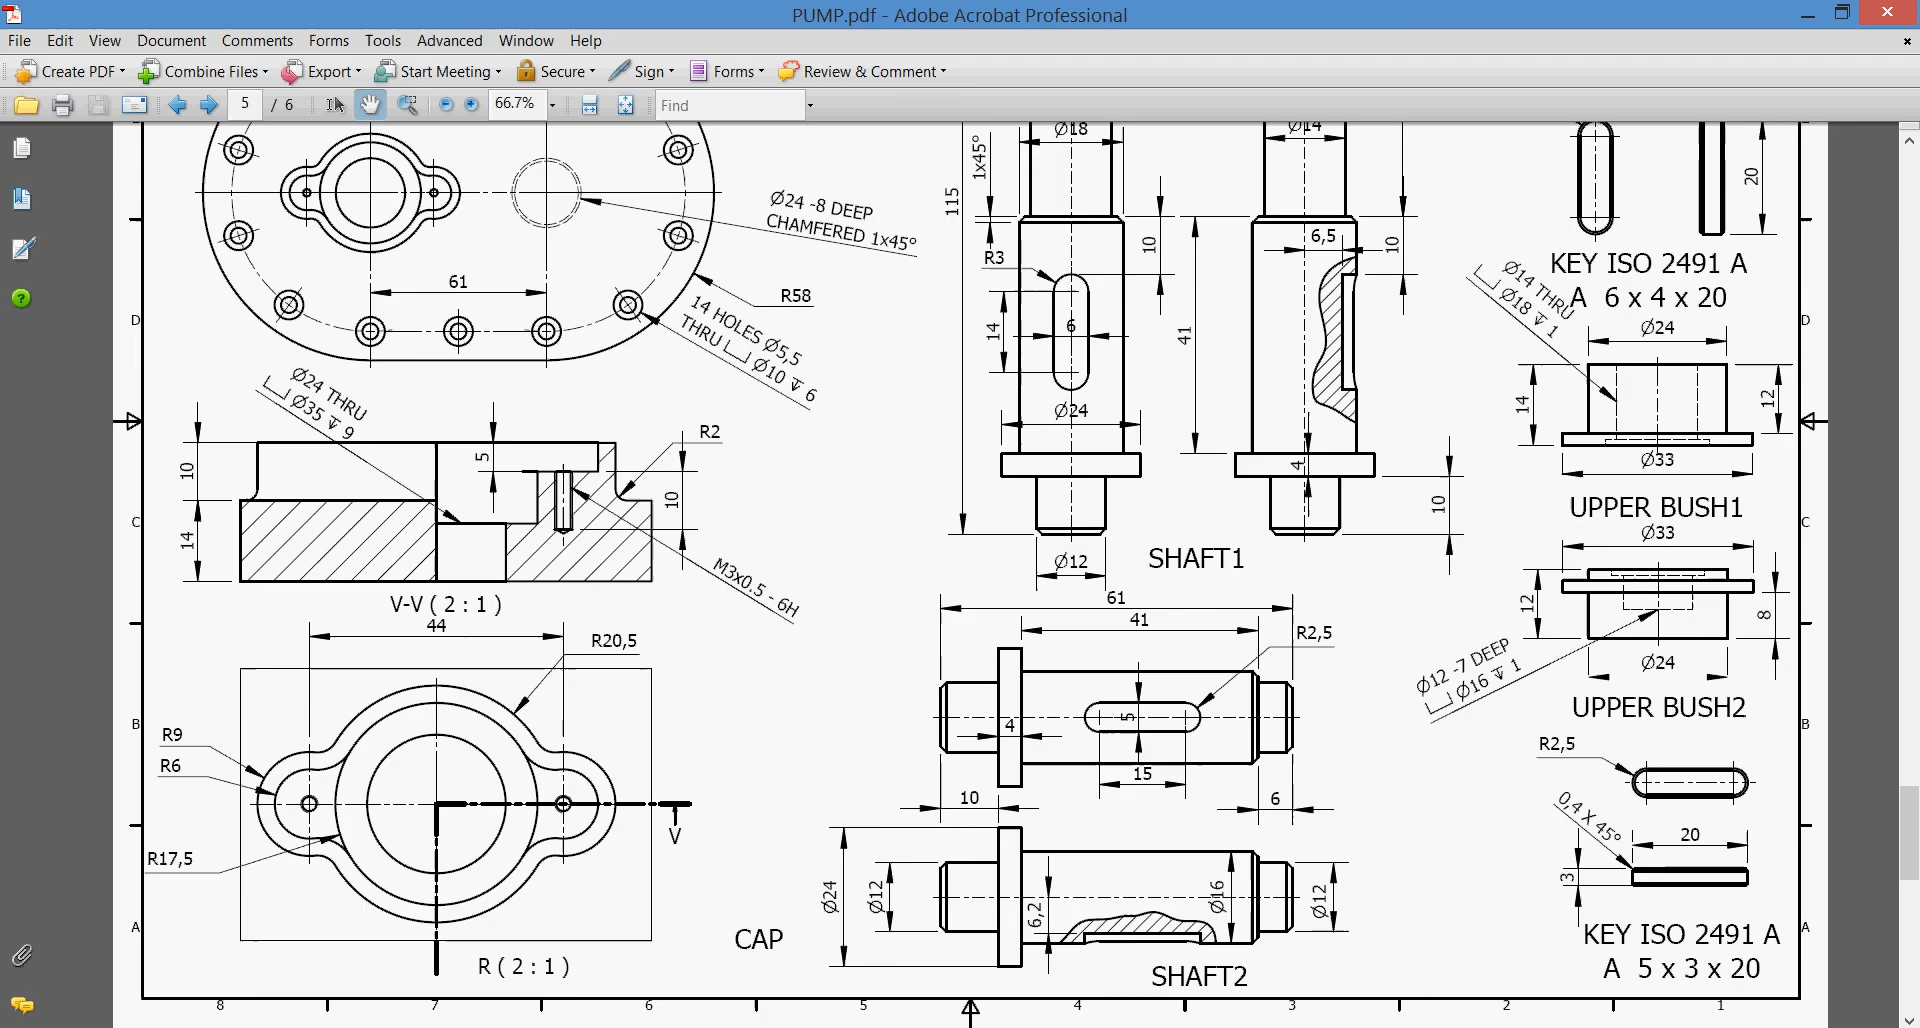 PUMP.pdf - Adobe Acrobat Professional
File Edit View Document Comments Forms Tools Advanced Window Help
Create PDF Combine Files Export Start Meeting Secure Sign Forms Review & Comment
5 / 6 66.7% Find
Ø24 -8 DEEP
CHAMFERED 1x45°
61
R58
14 HOLES Ø5,5
THRU ⌴ Ø10 ↧ 6
Ø24 THRU
⌴ Ø35 ↧ 9
10
14
5
R2
10
M3x0.5 - 6H
V-V ( 2 : 1 )
44
R20,5
R9
R6
R17,5
V
R ( 2 : 1 )
CAP
Ø18
1x45°
115
R3
10
14
6
41
Ø24
Ø12
SHAFT1
Ø14
6,5
10
4
10
61
41
R2,5
5
4
15
10
6
Ø24
Ø12
6,2
Ø16
Ø12
SHAFT2
20
KEY ISO 2491 A
A 6 x 4 x 20
Ø14 THRU
⌴ Ø18 ↧ 1
Ø24
14
12
Ø33
UPPER BUSH1
Ø33
12
8
Ø12 -7 DEEP
⌴ Ø16 ↧ 1
Ø24
UPPER BUSH2
R2,5
0,4 X 45°
20
3
KEY ISO 2491 A
A 5 x 3 x 20
D
C
B
A
D
C
B
A
8 7 6 5 4 3 2 1